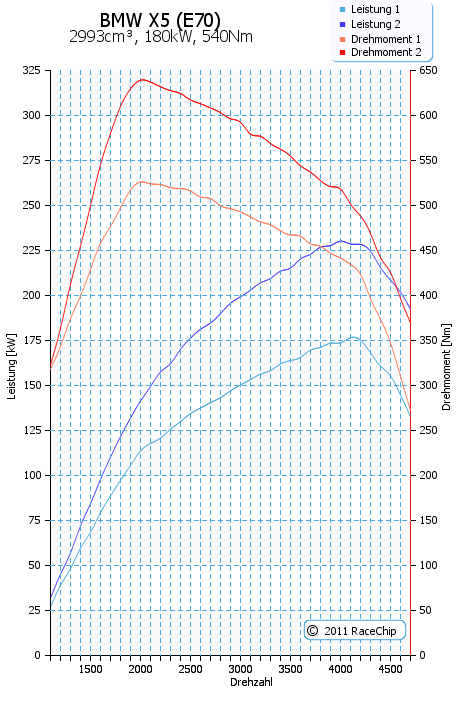 BMW X5 (E70)
2993cm³, 180kW, 540Nm
Leistung 1
Leistung 2
Drehmoment 1
Drehmoment 2
325
300
275
250
225
200
175
150
125
100
75
50
25
0
Leistung [kW]
650
600
550
500
450
400
350
300
250
200
150
100
50
0
Drehmoment [Nm]
© 2011 RaceChip
1500 2000 2500 3000 3500 4000 4500
Drehzahl